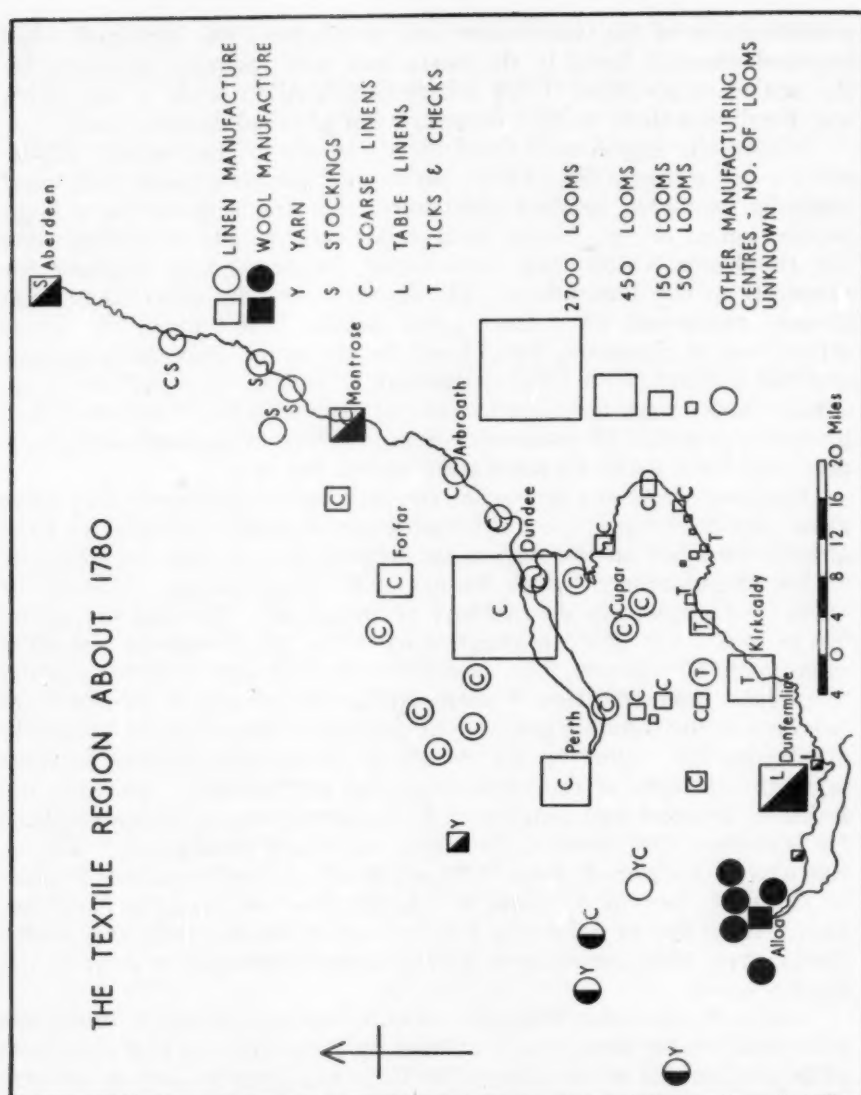 THE TEXTILE REGION ABOUT 1780
S Aberdeen
CS
S
S
S
Montrose
C
Forfar
C
C
Arbroath
C
C
C
C
C
C
C
Dundee
C
Y
C
Perth
C
C
C
Cupar
C
C
C
C
C
C
C
C
C
C
T
T
T
T
T
Kirkcaldy
L
Dunfermline
L
Y
C
YC
Y
Alloa
LINEN MANUFACTURE
WOOL MANUFACTURE
Y YARN
S STOCKINGS
C COARSE LINENS
L TABLE LINENS
T TICKS & CHECKS
2700 LOOMS
450 LOOMS
150 LOOMS
50 LOOMS
OTHER MANUFACTURING
CENTRES - NO. OF LOOMS
UNKNOWN
4 0 4 8 12 16 20 Miles